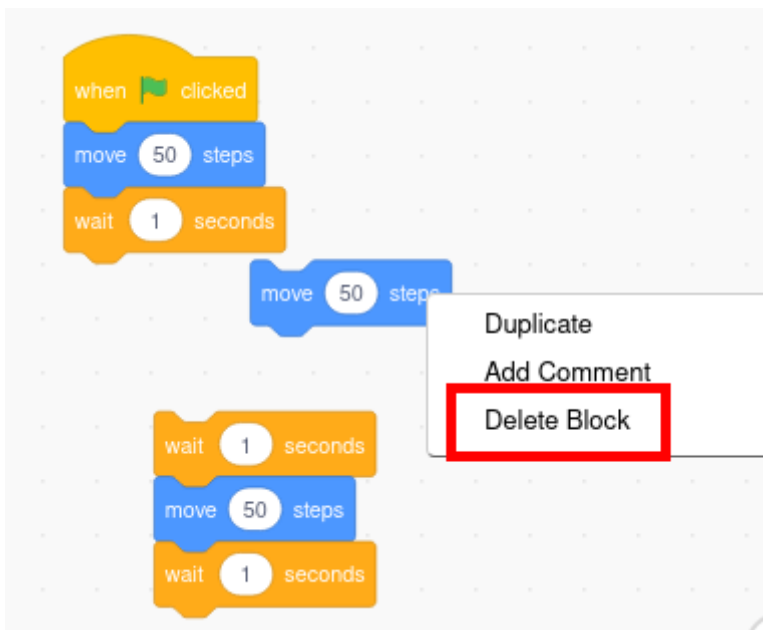 when clicked
move 50 steps
wait 1 seconds
move 50 steps
Duplicate
Add Comment
Delete Block
wait 1 seconds
move 50 steps
wait 1 seconds